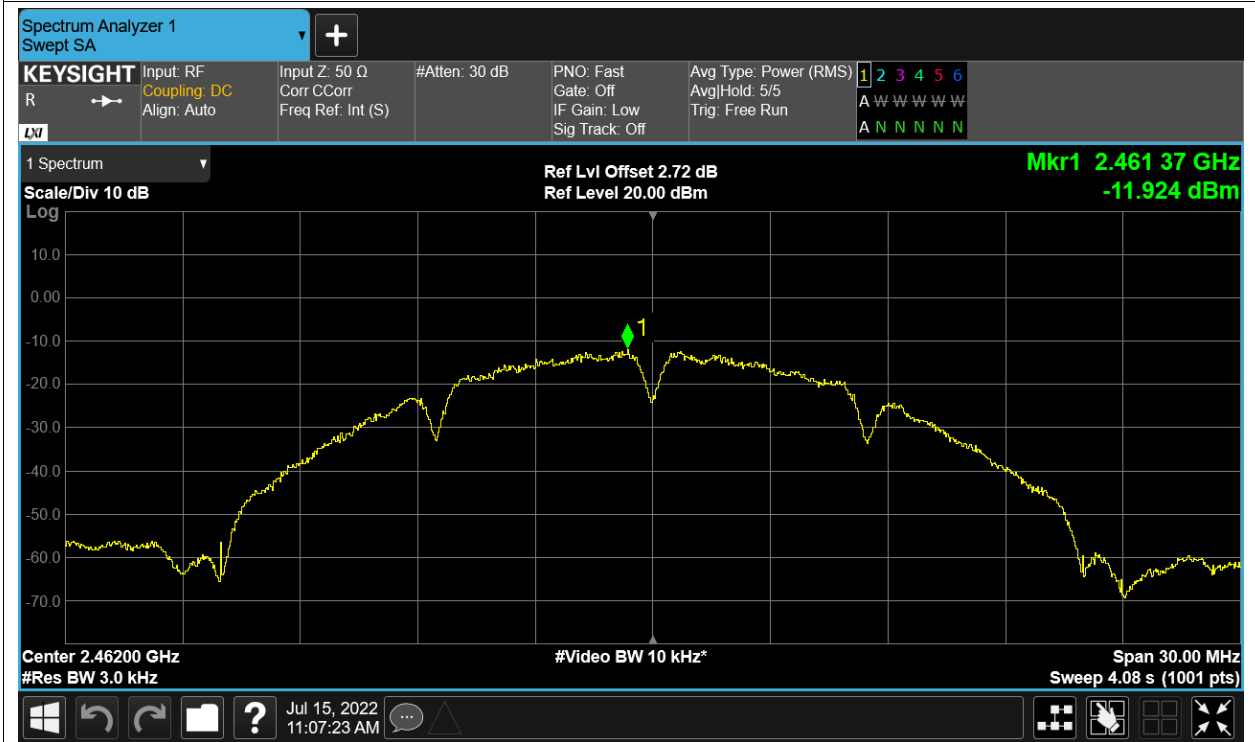 Spectrum Analyzer 1
Swept SA
KEYSIGHT
R
LXI
Input: RF
Coupling: DC
Align: Auto
Input Z: 50 Ω
Corr CCorr
Freq Ref: Int (S)
#Atten: 30 dB
PNO: Fast
Gate: Off
IF Gain: Low
Sig Track: Off
Avg Type: Power (RMS)
Avg|Hold: 5/5
Trig: Free Run
1 2 3 4 5 6
A W W W W W
A N N N N N
1 Spectrum
Scale/Div 10 dB
Log
Ref Lvl Offset 2.72 dB
Ref Level 20.00 dBm
Mkr1 2.461 37 GHz
-11.924 dBm
10.0
0.00
-10.0
-20.0
-30.0
-40.0
-50.0
-60.0
-70.0
1
Center 2.46200 GHz
#Res BW 3.0 kHz
#Video BW 10 kHz*
Span 30.00 MHz
Sweep 4.08 s (1001 pts)
?
Jul 15, 2022
11:07:23 AM